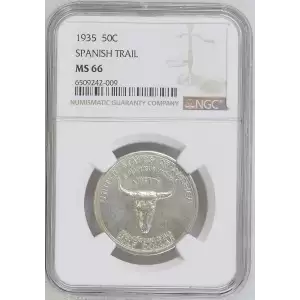 1935 50C
SPANISH TRAIL
MS 66
6509242-009
NUMISMATIC GUARANTY COMPANY
NGC